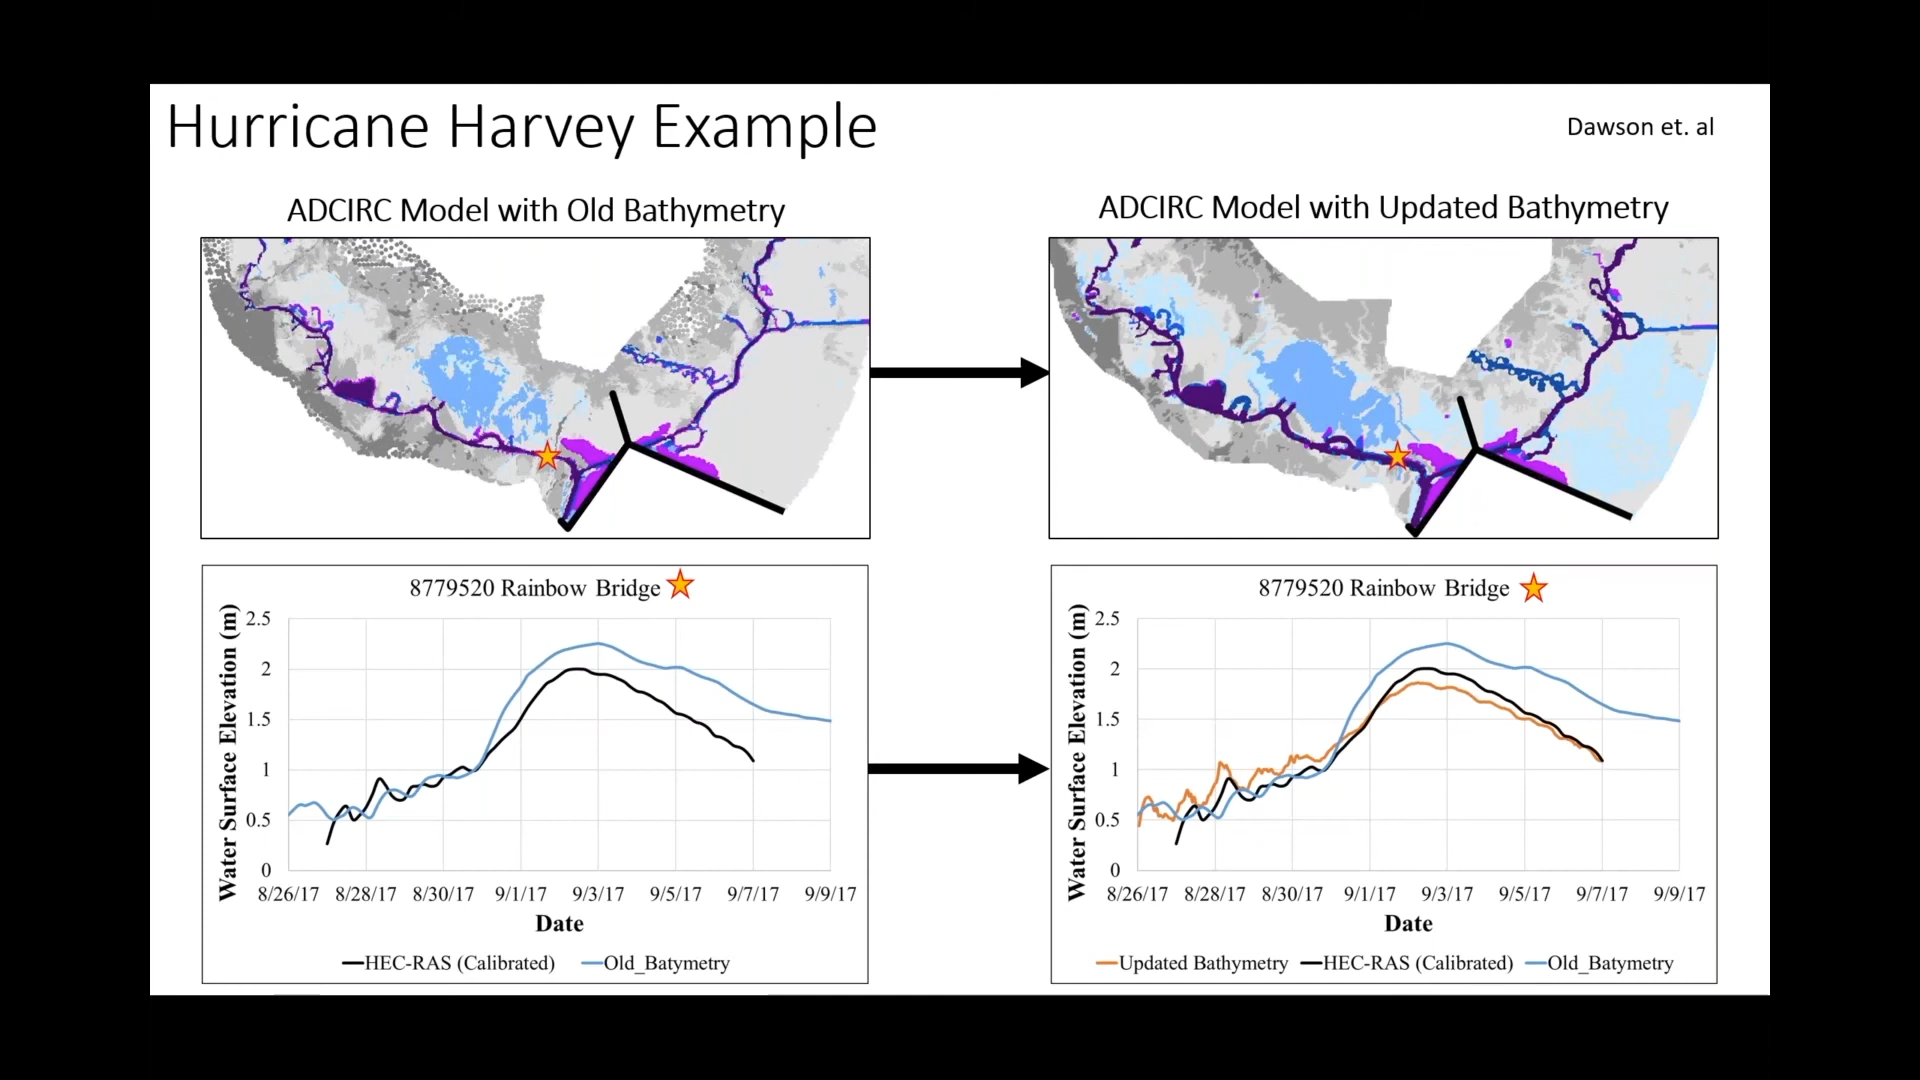 Hurricane Harvey Example
Dawson et. al
ADCIRC Model with Old Bathymetry
ADCIRC Model with Updated Bathymetry
8779520 Rainbow Bridge
Water Surface Elevation (m)
2.5
2
1.5
1
0.5
0
8/26/17 8/28/17 8/30/17 9/1/17 9/3/17 9/5/17 9/7/17 9/9/17
Date
HEC-RAS (Calibrated) Old_Batymetry
8779520 Rainbow Bridge
Water Surface Elevation (m)
2.5
2
1.5
1
0.5
0
8/26/17 8/28/17 8/30/17 9/1/17 9/3/17 9/5/17 9/7/17 9/9/17
Date
Updated Bathymetry HEC-RAS (Calibrated) Old_Batymetry